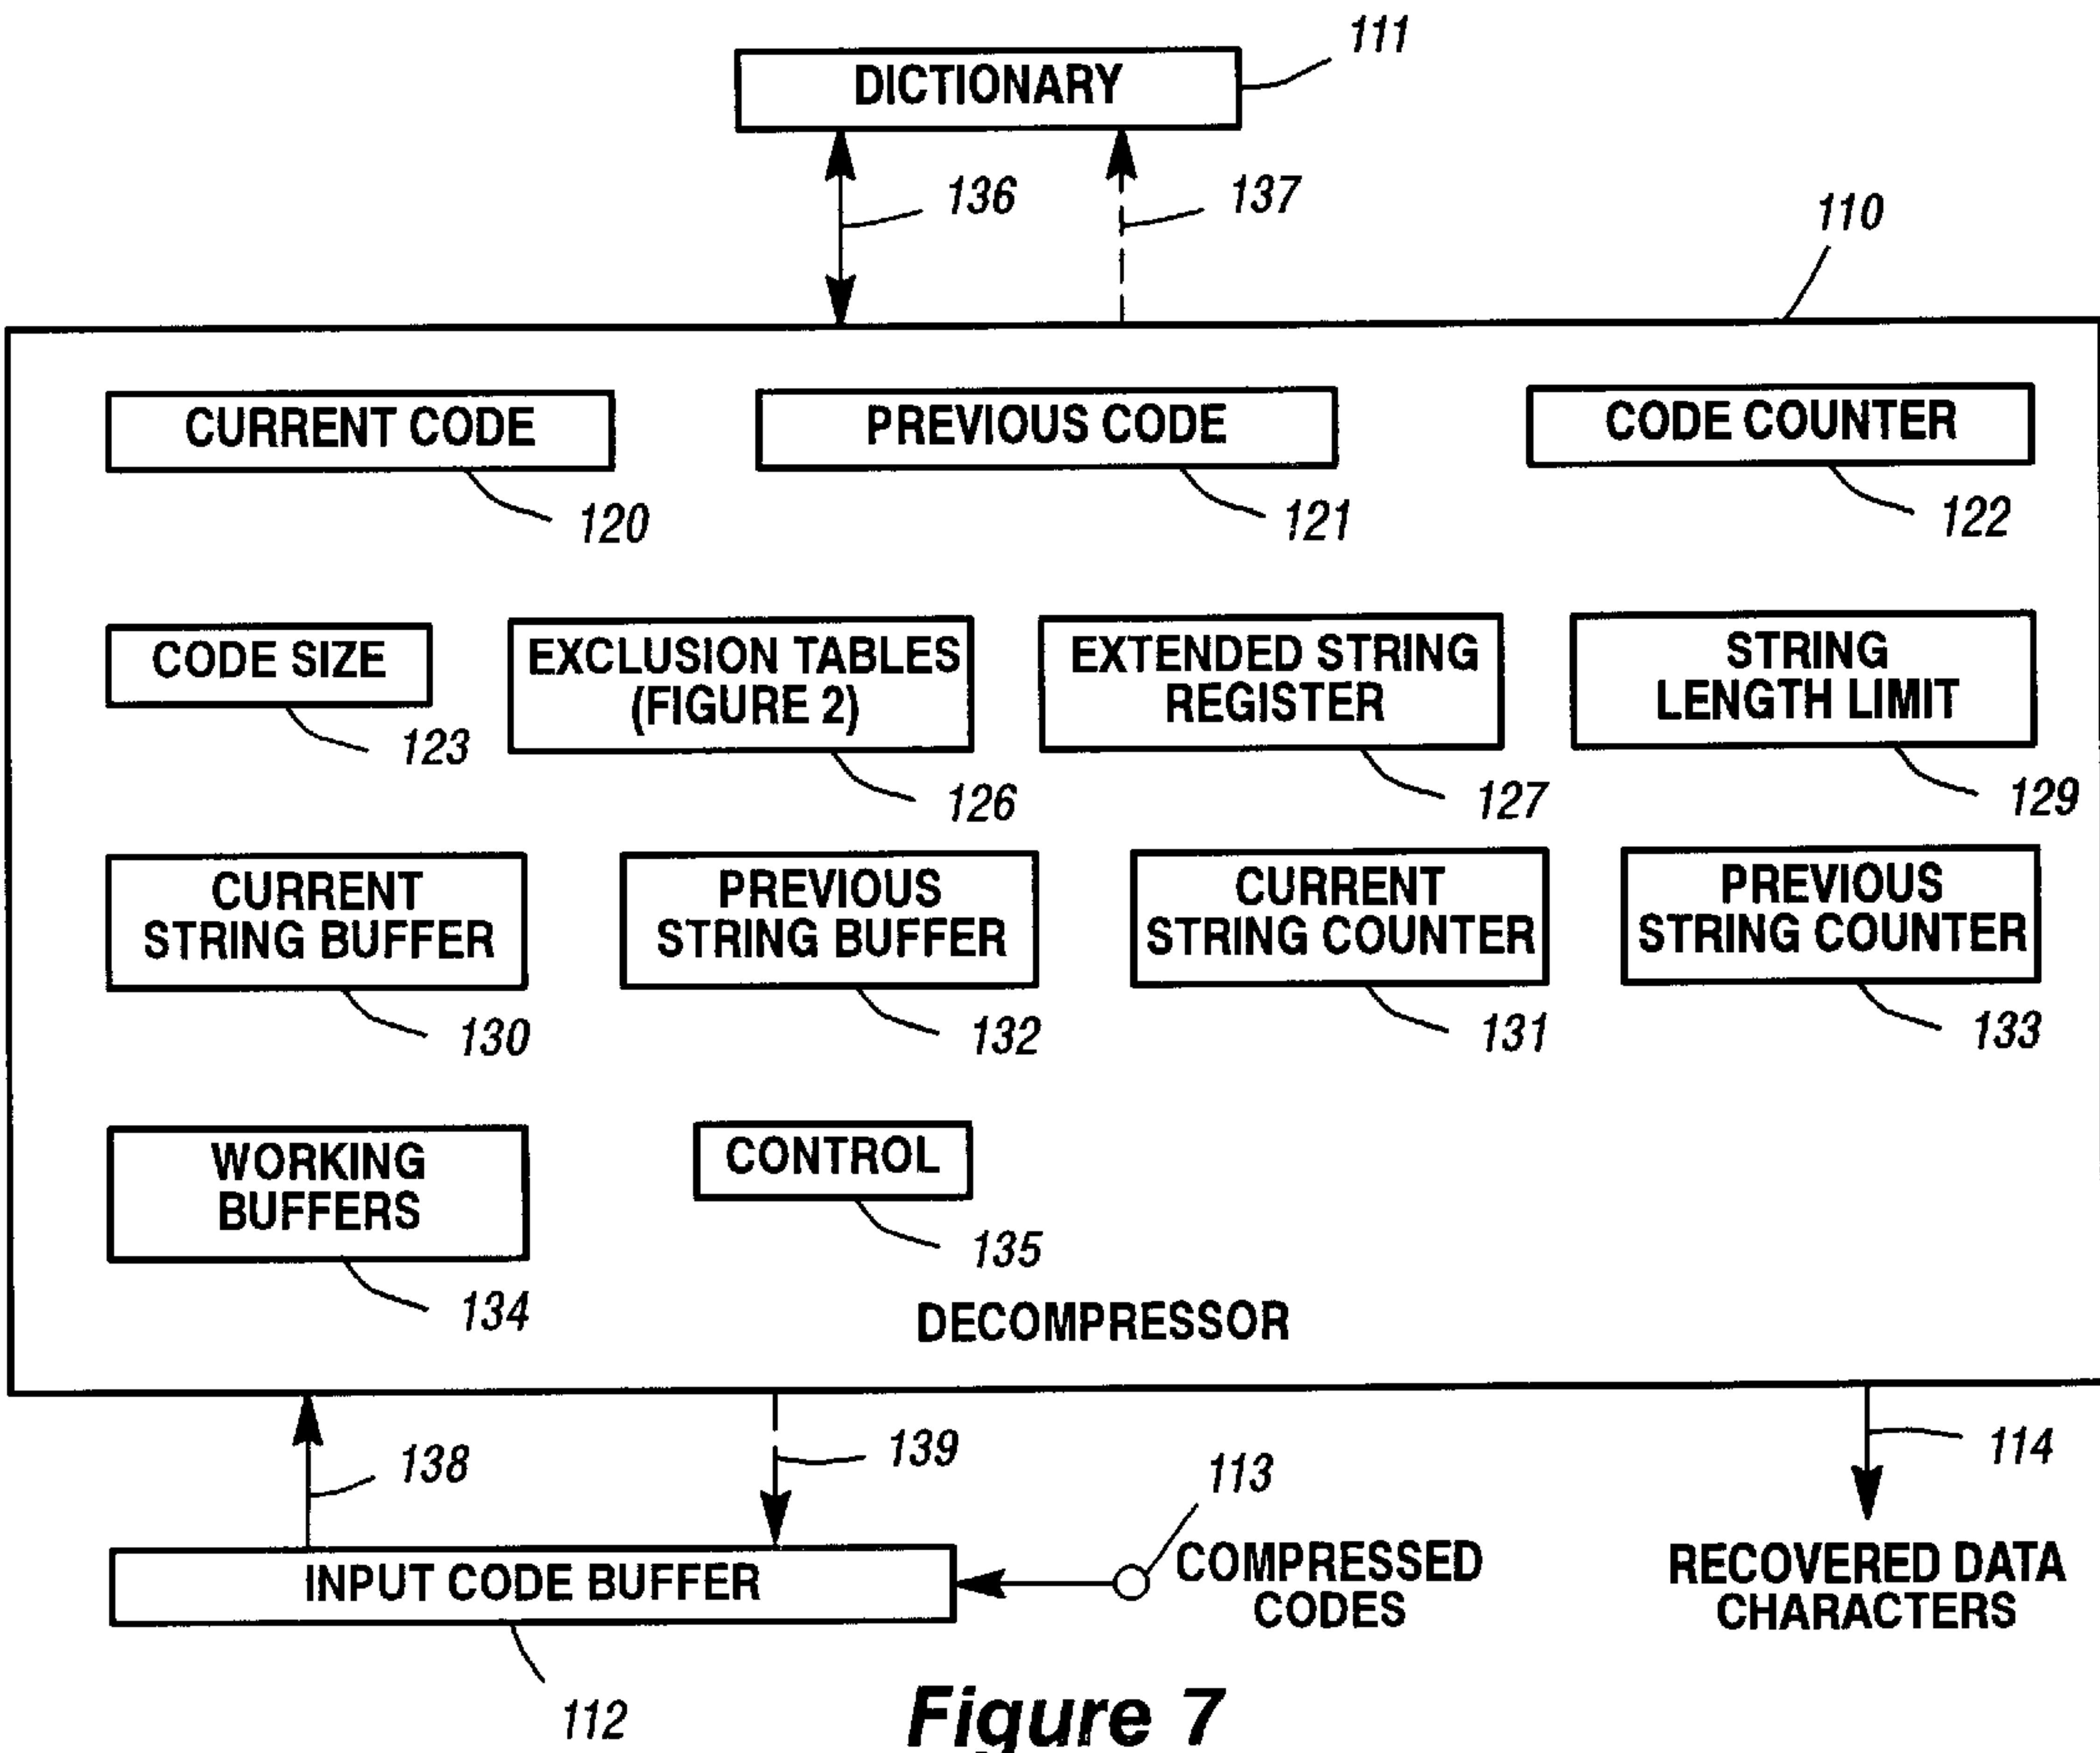 111
DICTIONARY
136
137
110
CURRENT CODE
PREVIOUS CODE
CODE COUNTER
120
121
122
CODE SIZE
EXCLUSION TABLES
(FIGURE 2)
EXTENDED STRING
REGISTER
STRING
LENGTH LIMIT
123
126
127
129
CURRENT
STRING BUFFER
PREVIOUS
STRING BUFFER
CURRENT
STRING COUNTER
PREVIOUS
STRING COUNTER
130
132
131
133
WORKING
BUFFERS
CONTROL
134
135
DECOMPRESSOR
138
139
113
114
INPUT CODE BUFFER
COMPRESSED
CODES
RECOVERED DATA
CHARACTERS
112
Figure 7